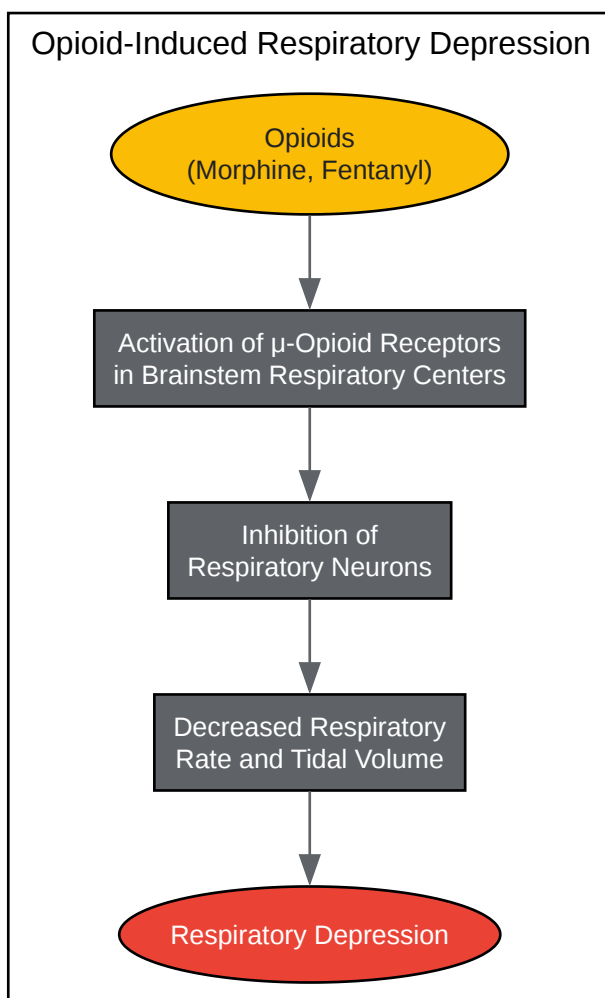 Opioid-Induced Respiratory Depression
Opioids
(Morphine, Fentanyl)
Activation of μ-Opioid Receptors
in Brainstem Respiratory Centers
Inhibition of
Respiratory Neurons
Decreased Respiratory
Rate and Tidal Volume
Respiratory Depression